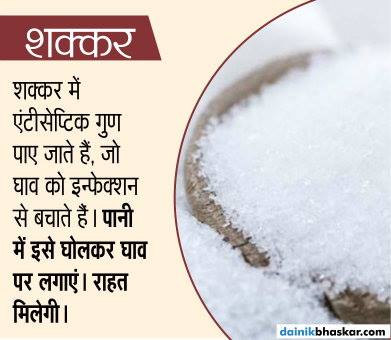 शक्कर
शक्कर में
एंटीसेप्टिक गुण
पाए जाते हैं, जो
घाव को इन्फेक्शन
से बचाते हैं। पानी
में इसे घोलकर घाव
पर लगाएं। राहत
मिलेगी।
dainikbhaskar.com